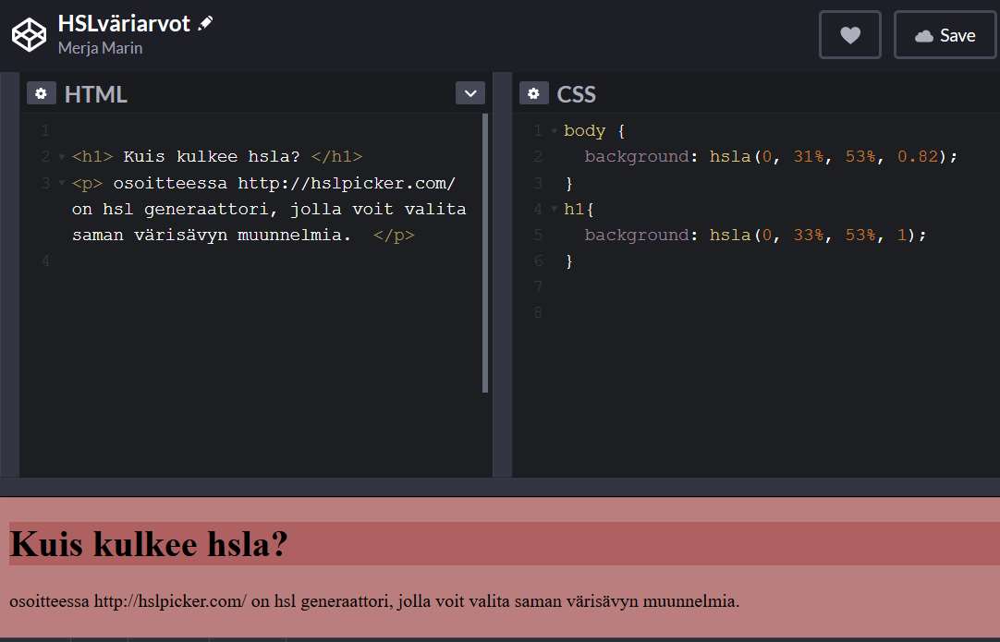 HSLväriarvot
Merja Marin
Save
HTML
1
2 <h1> Kuis kulkee hsla? </h1>
3 <p> osoitteessa http://hslpicker.com/
on hsl generaattori, jolla voit valita
saman värisävyn muunnelmia.  </p>
4
CSS
1 body {
2   background: hsla(0, 31%, 53%, 0.82);
3 }
4 h1{
5   background: hsla(0, 33%, 53%, 1);
6 }
7
8
Kuis kulkee hsla?
osoitteessa http://hslpicker.com/ on hsl generaattori, jolla voit valita saman värisävyn muunnelmia.